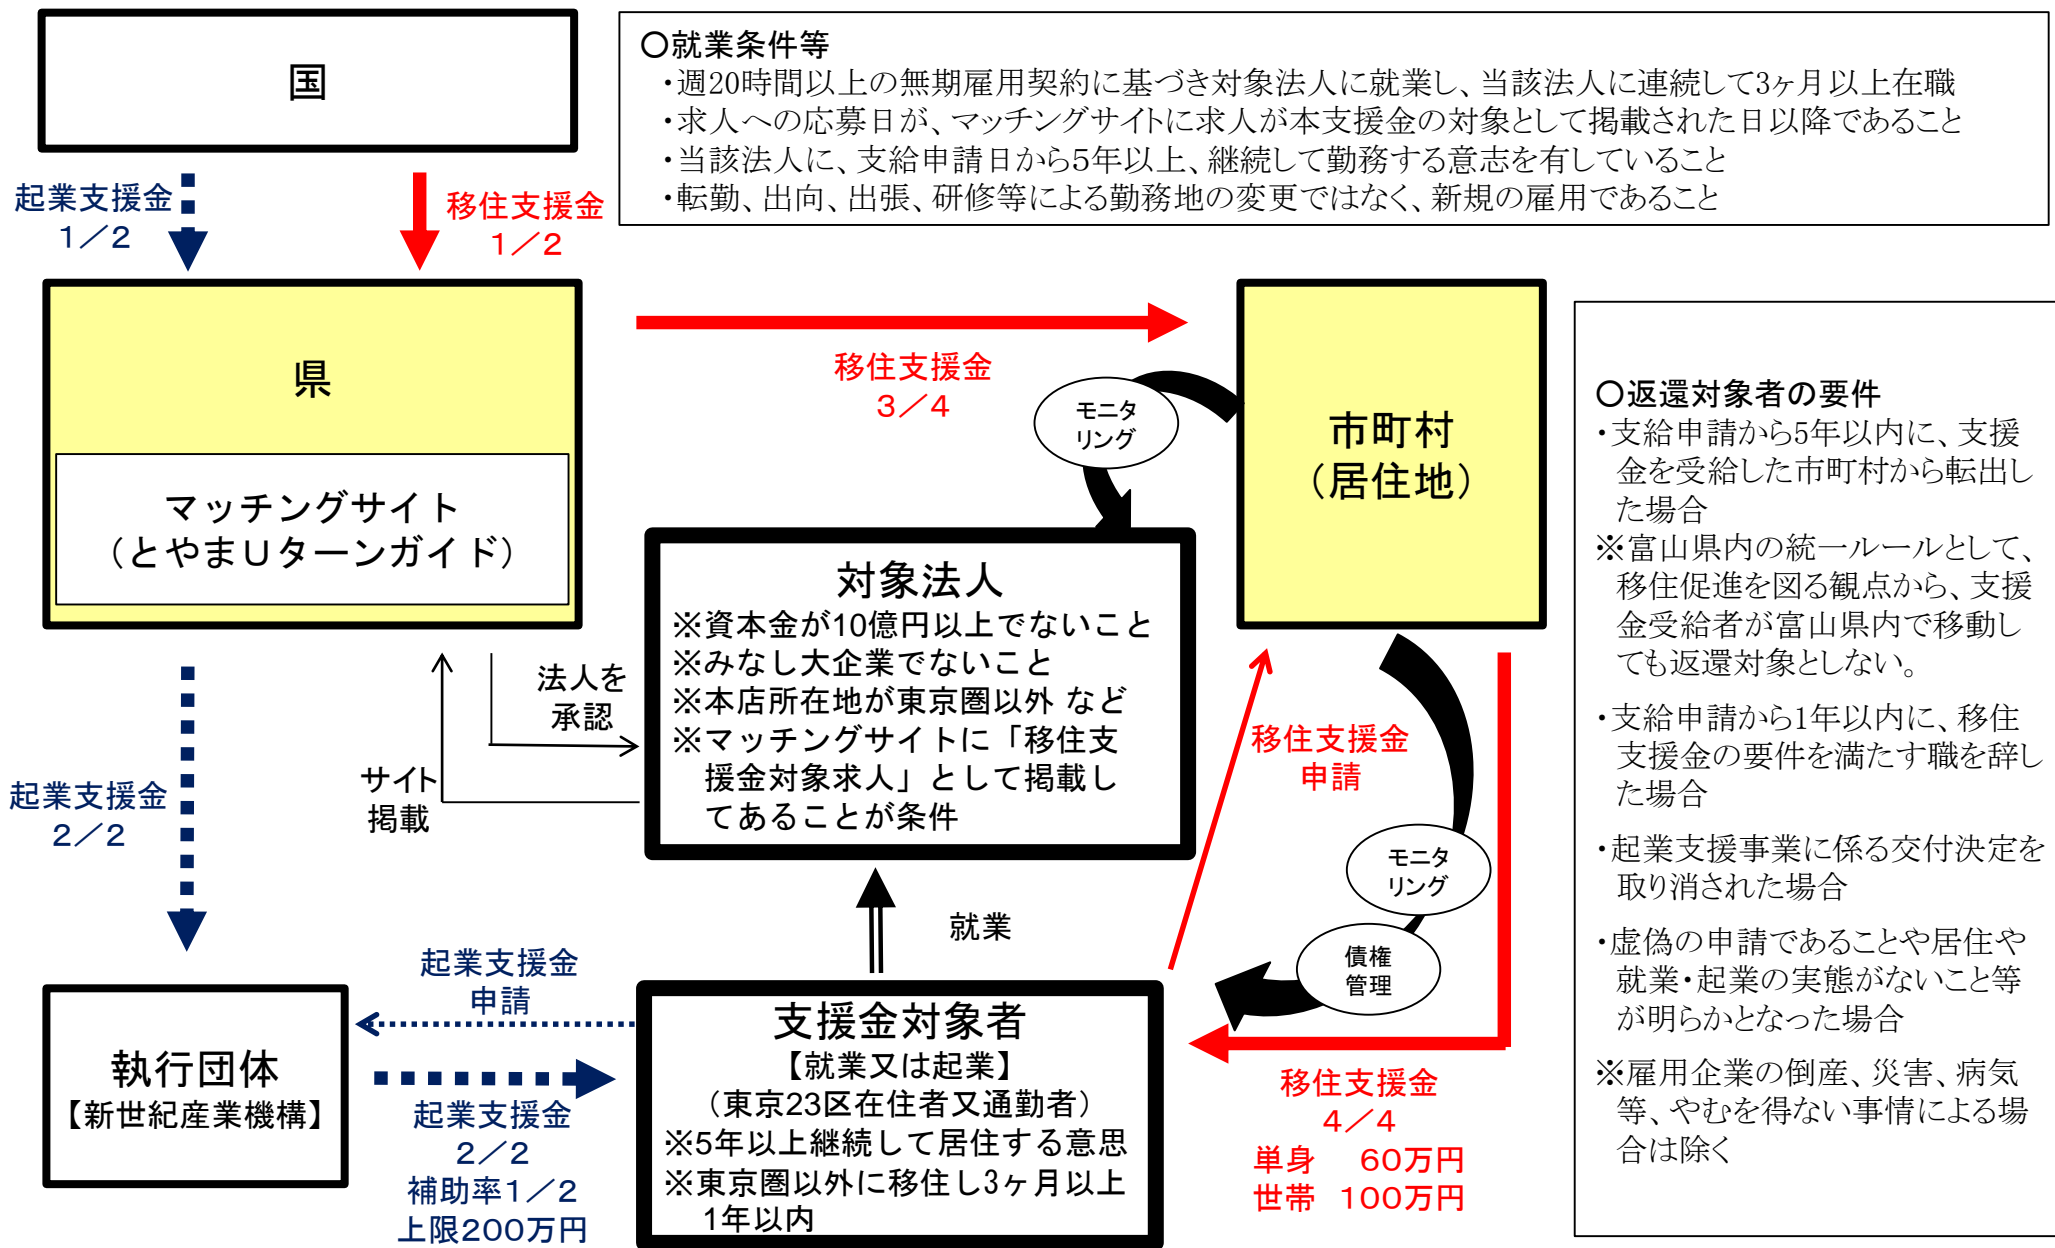 国
〇就業条件等
・週20時間以上の無期雇用契約に基づき対象法人に就業し、当該法人に連続して3ヶ月以上在職
・求人への応募日が、マッチングサイトに求人が本支援金の対象として掲載された日以降であること
・当該法人に、支給申請日から5年以上、継続して勤務する意志を有していること
・転勤、出向、出張、研修等による勤務地の変更ではなく、新規の雇用であること
起業支援金
1／2
移住支援金
1／2
県
マッチングサイト
（とやまＵターンガイド）
移住支援金
3／4
モニタ
リング
市町村
（居住地）
〇返還対象者の要件
・支給申請から5年以内に、支援
金を受給した市町村から転出し
た場合
※富山県内の統一ルールとして、
移住促進を図る観点から、支援
金受給者が富山県内で移動し
ても返還対象としない。
・支給申請から1年以内に、移住
支援金の要件を満たす職を辞し
た場合
・起業支援事業に係る交付決定を
取り消された場合
・虚偽の申請であることや居住や
就業・起業の実態がないこと等
が明らかとなった場合
※雇用企業の倒産、災害、病気
等、やむを得ない事情による場
合は除く
対象法人
※資本金が10億円以上でないこと
※みなし大企業でないこと
※本店所在地が東京圏以外 など
※マッチングサイトに「移住支
援金対象求人」として掲載し
てあることが条件
法人を
承認
サイト
掲載
起業支援金
2／2
移住支援金
申請
モニタ
リング
債権
管理
就業
起業支援金
申請
執行団体
【新世紀産業機構】
起業支援金
2／2
補助率1／2
上限200万円
支援金対象者
【就業又は起業】
（東京23区在住者又通勤者）
※5年以上継続して居住する意思
※東京圏以外に移住し3ヶ月以上
1年以内
移住支援金
4／4
単身 60万円
世帯 100万円